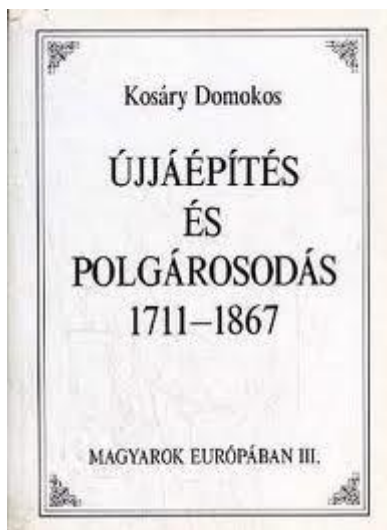 Kosáry Domokos
ÚJJÁÉPÍTÉS
ÉS
POLGÁROSODÁS
1711–1867
MAGYAROK EURÓPÁBAN III.